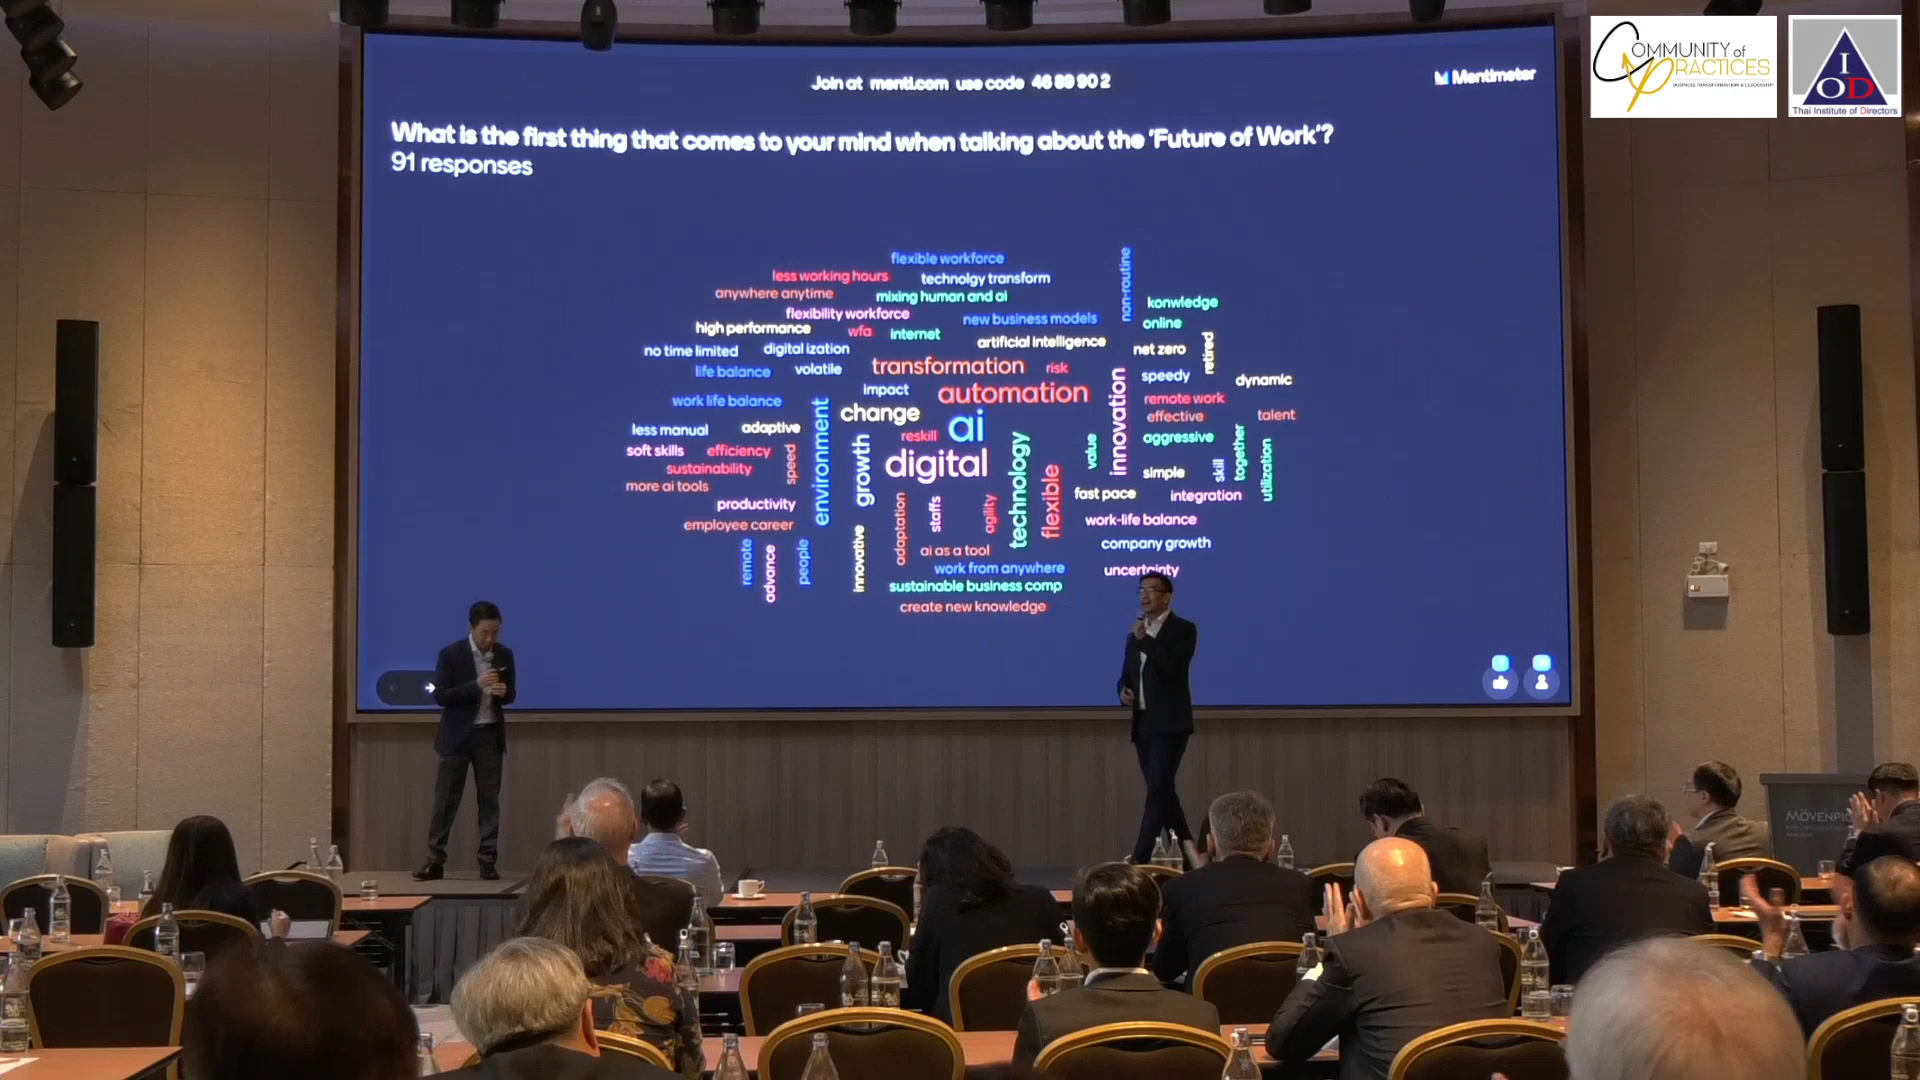 Join at menti.com use code 46 89 90 2
Mentimeter
COMMUNITY of PRACTICES
BUSINESS TRANSFORMATION & LEADERSHIP
IOD
Thai Institute of Directors
What is the first thing that comes to your mind when talking about the 'Future of Work'?
91 responses
flexible workforce
less working hours
technolgy transform
anywhere anytime
mixing human and ai
non-routine
konwledge
flexibility workforce
new business models
online
high performance
wfa
internet
artificial intelligence
net zero
retired
no time limited
digital ization
transformation
risk
life balance
volatile
speedy
dynamic
impact
automation
innovation
work life balance
environment
change
remote work
effective
talent
less manual
adaptive
ai
aggressive
reskill
value
together
soft skills
efficiency
speed
growth
digital
technology
flexible
simple
skill
utilization
sustainability
more ai tools
fast pace
integration
productivity
adaptation
staffs
agility
work-life balance
employee career
remote
advance
people
innovative
ai as a tool
company growth
work from anywhere
uncertainty
sustainable business comp
create new knowledge